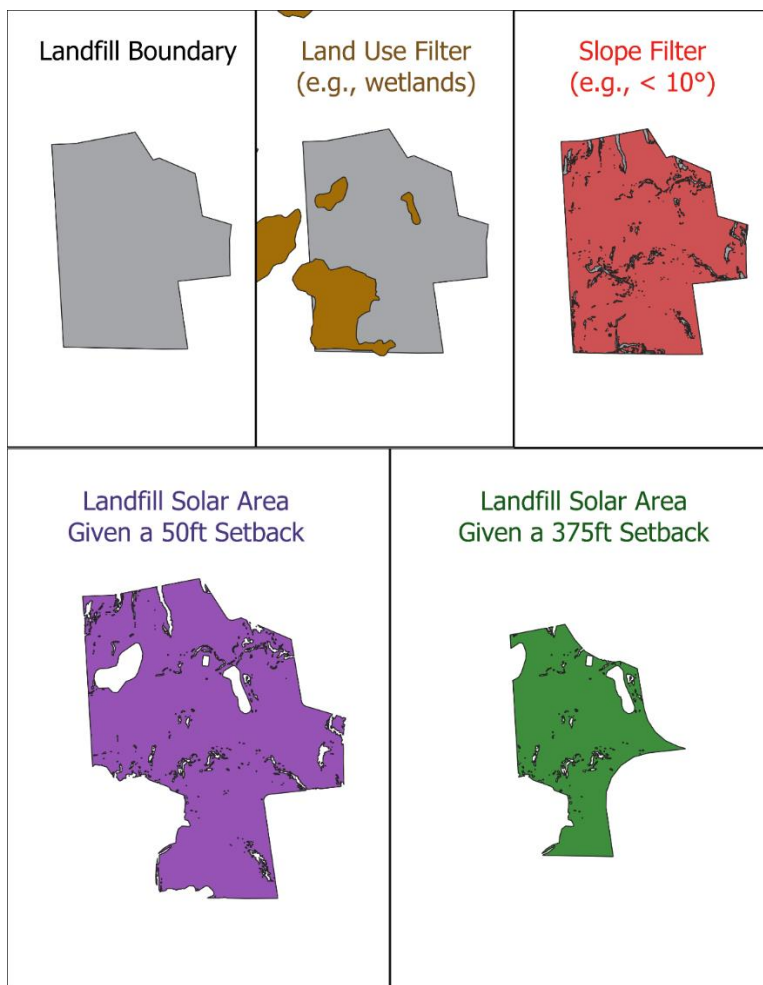 Landfill Boundary
Land Use Filter
(e.g., wetlands)
Slope Filter
(e.g., < 10°)
Landfill Solar Area
Given a 50ft Setback
Landfill Solar Area
Given a 375ft Setback